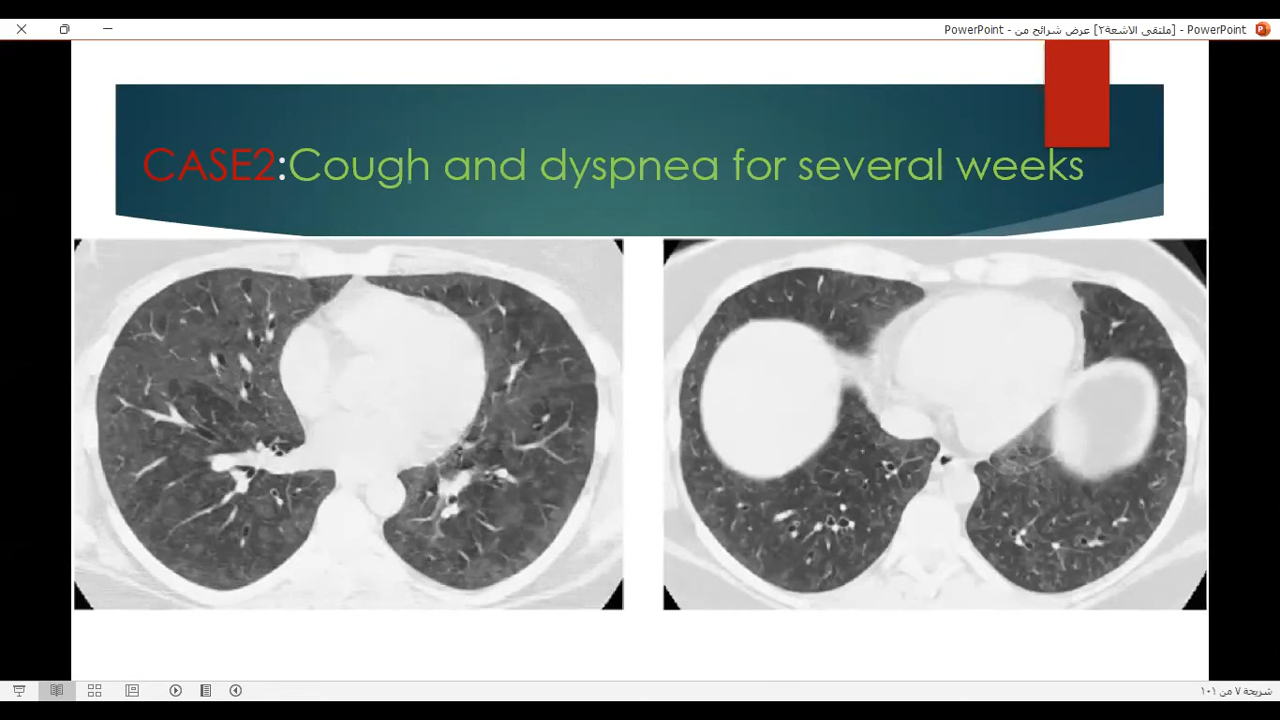 PowerPoint - [ملتقى الاشعة٢] عرض شرائح من - PowerPoint
CASE2:Cough and dyspnea for several weeks
شريحة ٧ من ١٠١